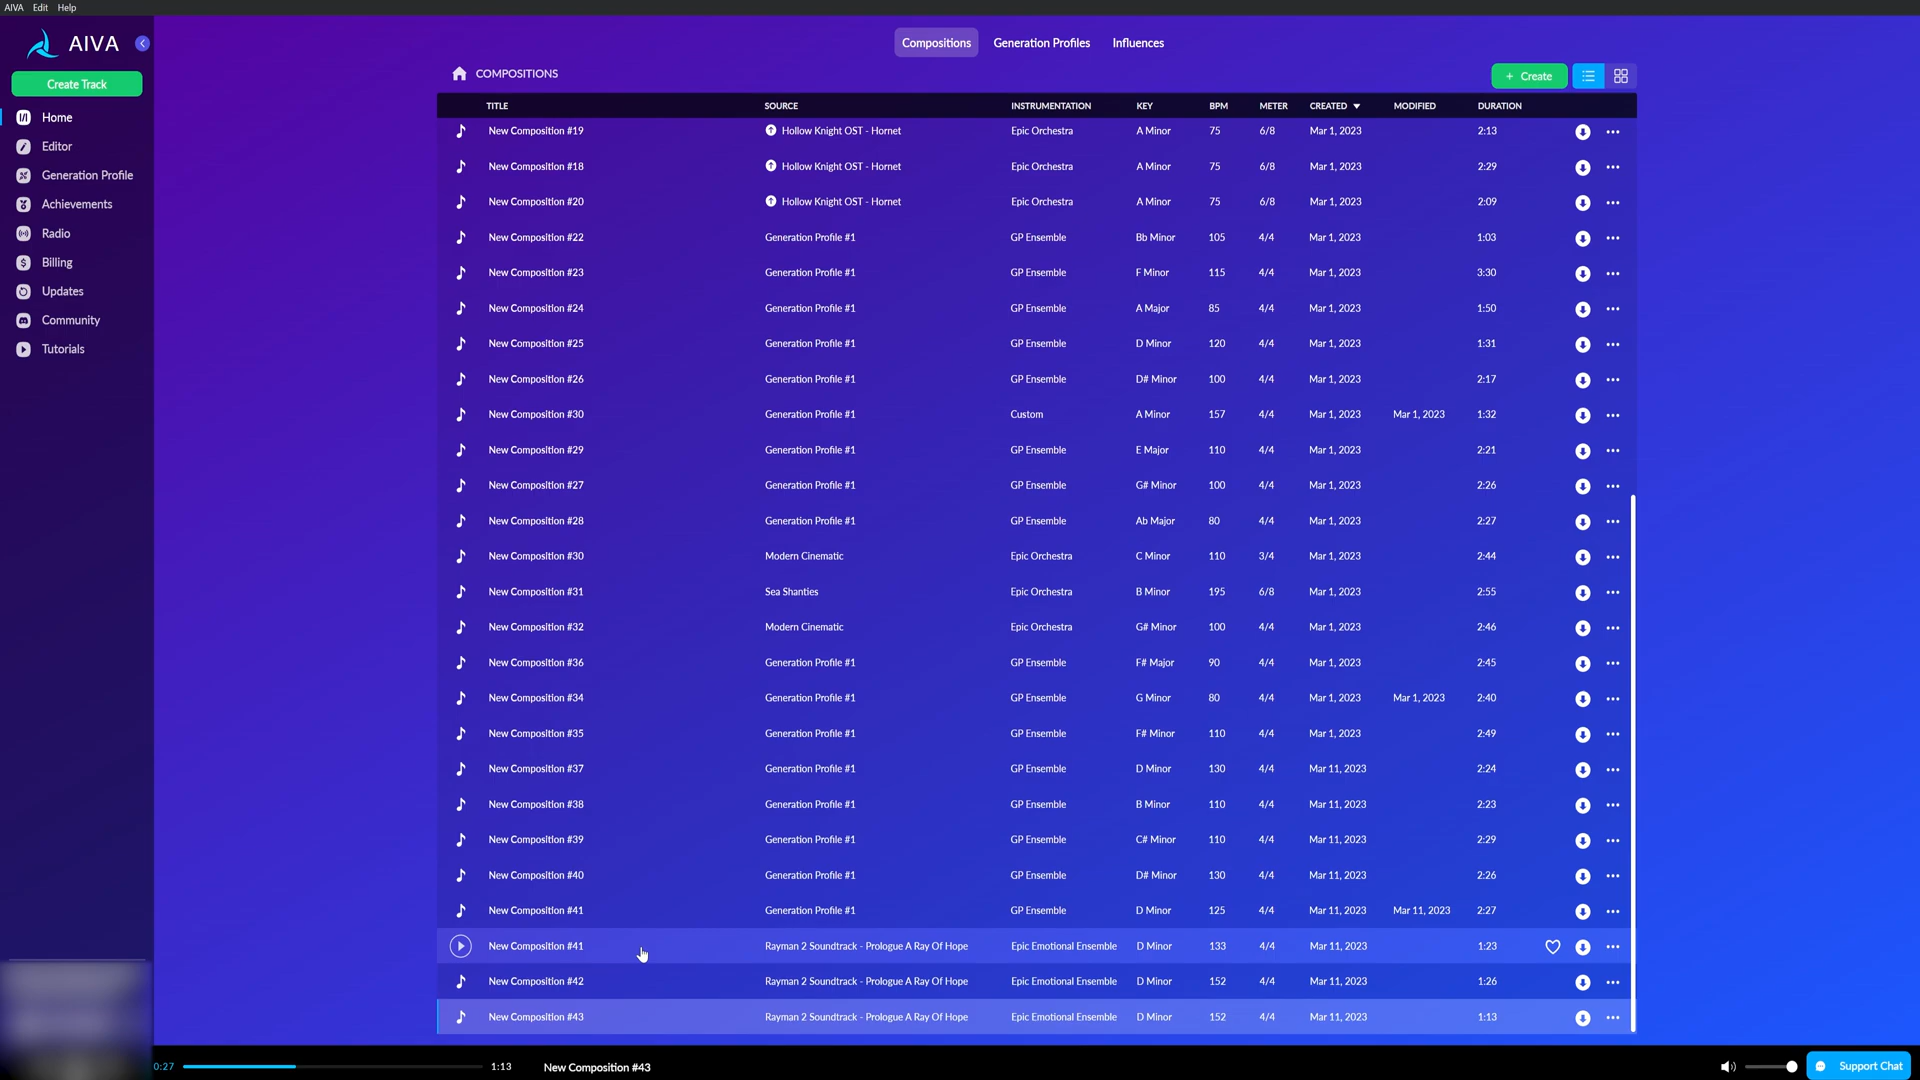 AIVA Edit Help
AIVA
Create Track
Home
Editor
Generation Profile
Achievements
Radio
Billing
Updates
Community
Tutorials
Compositions Generation Profiles Influences
COMPOSITIONS
+ Create
TITLE SOURCE INSTRUMENTATION KEY BPM METER CREATED MODIFIED DURATION
New Composition #19 Hollow Knight OST - Hornet Epic Orchestra A Minor 75 6/8 Mar 1, 2023 2:13
New Composition #18 Hollow Knight OST - Hornet Epic Orchestra A Minor 75 6/8 Mar 1, 2023 2:29
New Composition #20 Hollow Knight OST - Hornet Epic Orchestra A Minor 75 6/8 Mar 1, 2023 2:09
New Composition #22 Generation Profile #1 GP Ensemble Bb Minor 105 4/4 Mar 1, 2023 1:03
New Composition #23 Generation Profile #1 GP Ensemble F Minor 115 4/4 Mar 1, 2023 3:30
New Composition #24 Generation Profile #1 GP Ensemble A Major 85 4/4 Mar 1, 2023 1:50
New Composition #25 Generation Profile #1 GP Ensemble D Minor 120 4/4 Mar 1, 2023 1:31
New Composition #26 Generation Profile #1 GP Ensemble D# Minor 100 4/4 Mar 1, 2023 2:17
New Composition #30 Generation Profile #1 Custom A Minor 157 4/4 Mar 1, 2023 Mar 1, 2023 1:32
New Composition #29 Generation Profile #1 GP Ensemble E Major 110 4/4 Mar 1, 2023 2:21
New Composition #27 Generation Profile #1 GP Ensemble G# Minor 100 4/4 Mar 1, 2023 2:26
New Composition #28 Generation Profile #1 GP Ensemble Ab Major 80 4/4 Mar 1, 2023 2:27
New Composition #30 Modern Cinematic Epic Orchestra C Minor 110 3/4 Mar 1, 2023 2:44
New Composition #31 Sea Shanties Epic Orchestra B Minor 195 6/8 Mar 1, 2023 2:55
New Composition #32 Modern Cinematic Epic Orchestra G# Minor 100 4/4 Mar 1, 2023 2:46
New Composition #36 Generation Profile #1 GP Ensemble F# Major 90 4/4 Mar 1, 2023 2:45
New Composition #34 Generation Profile #1 GP Ensemble G Minor 80 4/4 Mar 1, 2023 Mar 1, 2023 2:40
New Composition #35 Generation Profile #1 GP Ensemble F# Minor 110 4/4 Mar 1, 2023 2:49
New Composition #37 Generation Profile #1 GP Ensemble D Minor 130 4/4 Mar 11, 2023 2:24
New Composition #38 Generation Profile #1 GP Ensemble B Minor 110 4/4 Mar 11, 2023 2:23
New Composition #39 Generation Profile #1 GP Ensemble C# Minor 110 4/4 Mar 11, 2023 2:29
New Composition #40 Generation Profile #1 GP Ensemble D# Minor 130 4/4 Mar 11, 2023 2:26
New Composition #41 Generation Profile #1 GP Ensemble D Minor 125 4/4 Mar 11, 2023 Mar 11, 2023 2:27
New Composition #41 Rayman 2 Soundtrack - Prologue A Ray Of Hope Epic Emotional Ensemble D Minor 133 4/4 Mar 11, 2023 1:23
New Composition #42 Rayman 2 Soundtrack - Prologue A Ray Of Hope Epic Emotional Ensemble D Minor 152 4/4 Mar 11, 2023 1:26
New Composition #43 Rayman 2 Soundtrack - Prologue A Ray Of Hope Epic Emotional Ensemble D Minor 152 4/4 Mar 11, 2023 1:13
0:27 1:13 New Composition #43 Support Chat